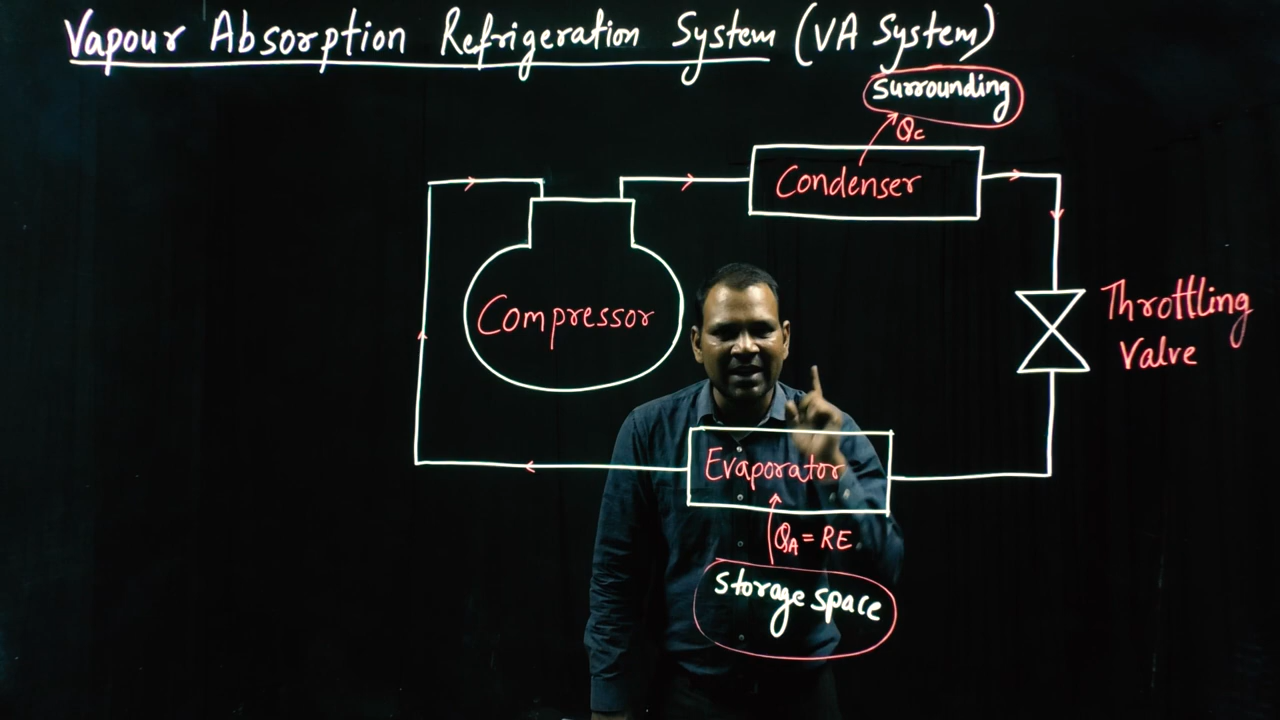 Vapour Absorption Refrigeration System (VA System)
Surrounding
Qc
Condenser
Compressor
Throttling
Valve
Evaporator
QA = RE
Storage space